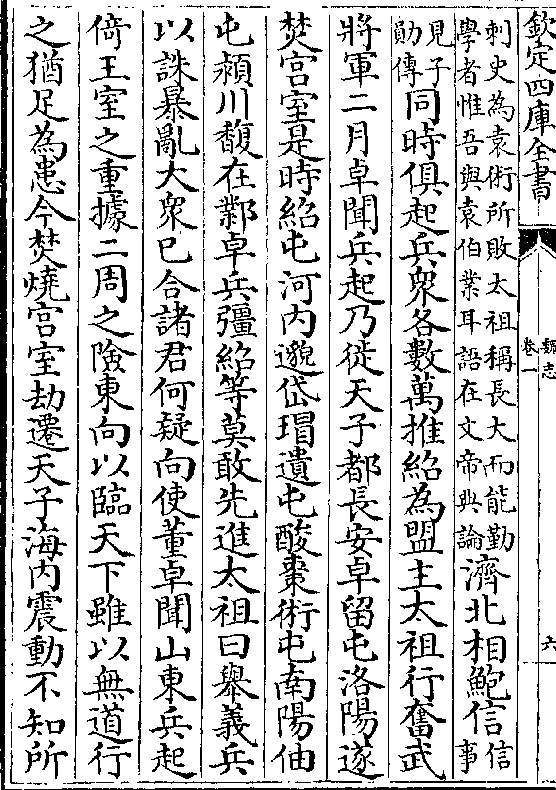 欽定四庫全書
魏志
卷一
六
刺史為袁術所敗太祖稱長大而能勤
學者惟吾與袁伯業耳語在文帝典論
濟北相鮑信
信事
見子
勛傳
同時俱起兵衆各數萬推紹為盟主太祖行奮武
將軍二月卓聞兵起乃徙天子都長安卓留屯洛陽遂
焚宫室是時紹屯河内邈岱瑁遺屯酸棗術屯南陽伷
屯潁川馥在鄴卓兵彊紹等莫敢先進太祖曰舉義兵
以誅暴亂大衆已合諸君何疑向使董卓聞山東兵起
倚王室之重據二周之險東向以臨天下雖以無道行
之猶足為患今焚燒宫室劫遷天子海内震動不知所